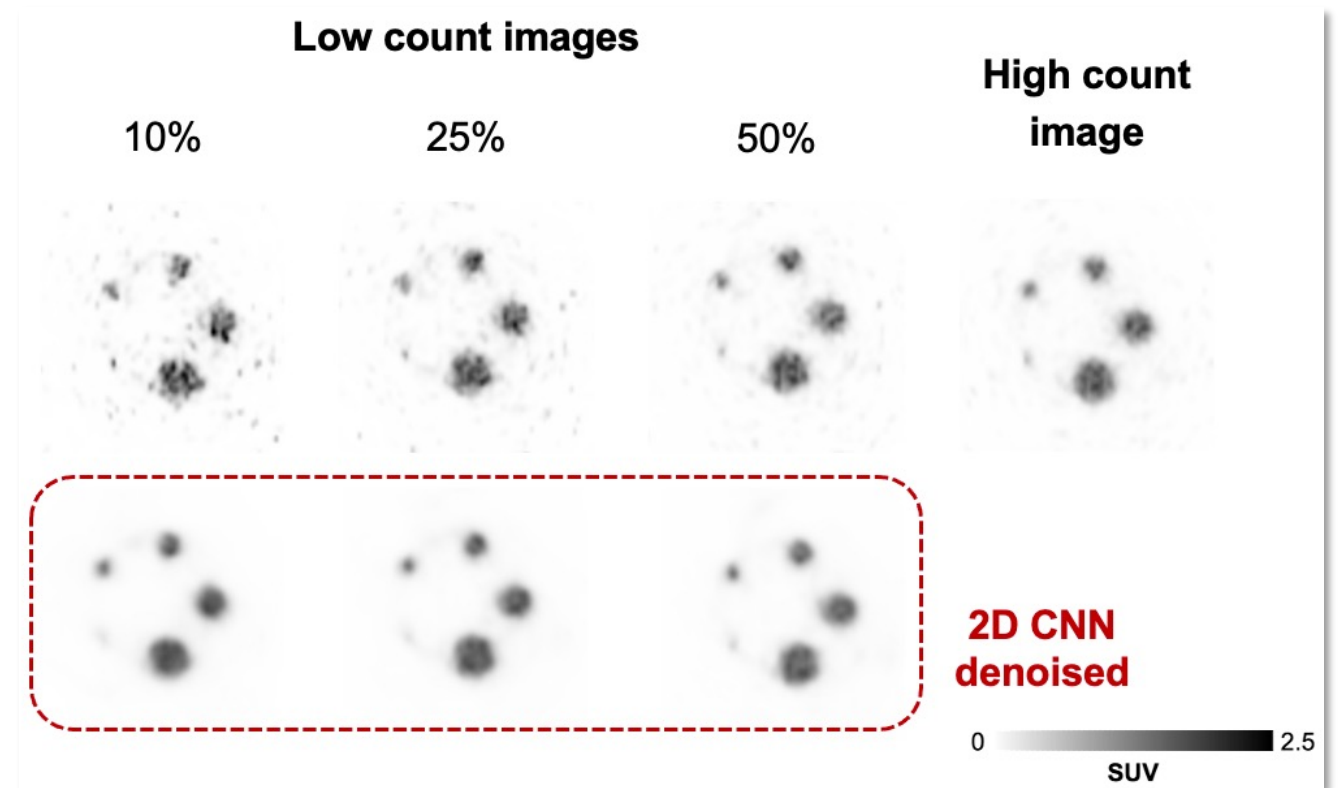 Low count images
High count
image
10%
25%
50%
2D CNN
denoised
0
2.5
SUV